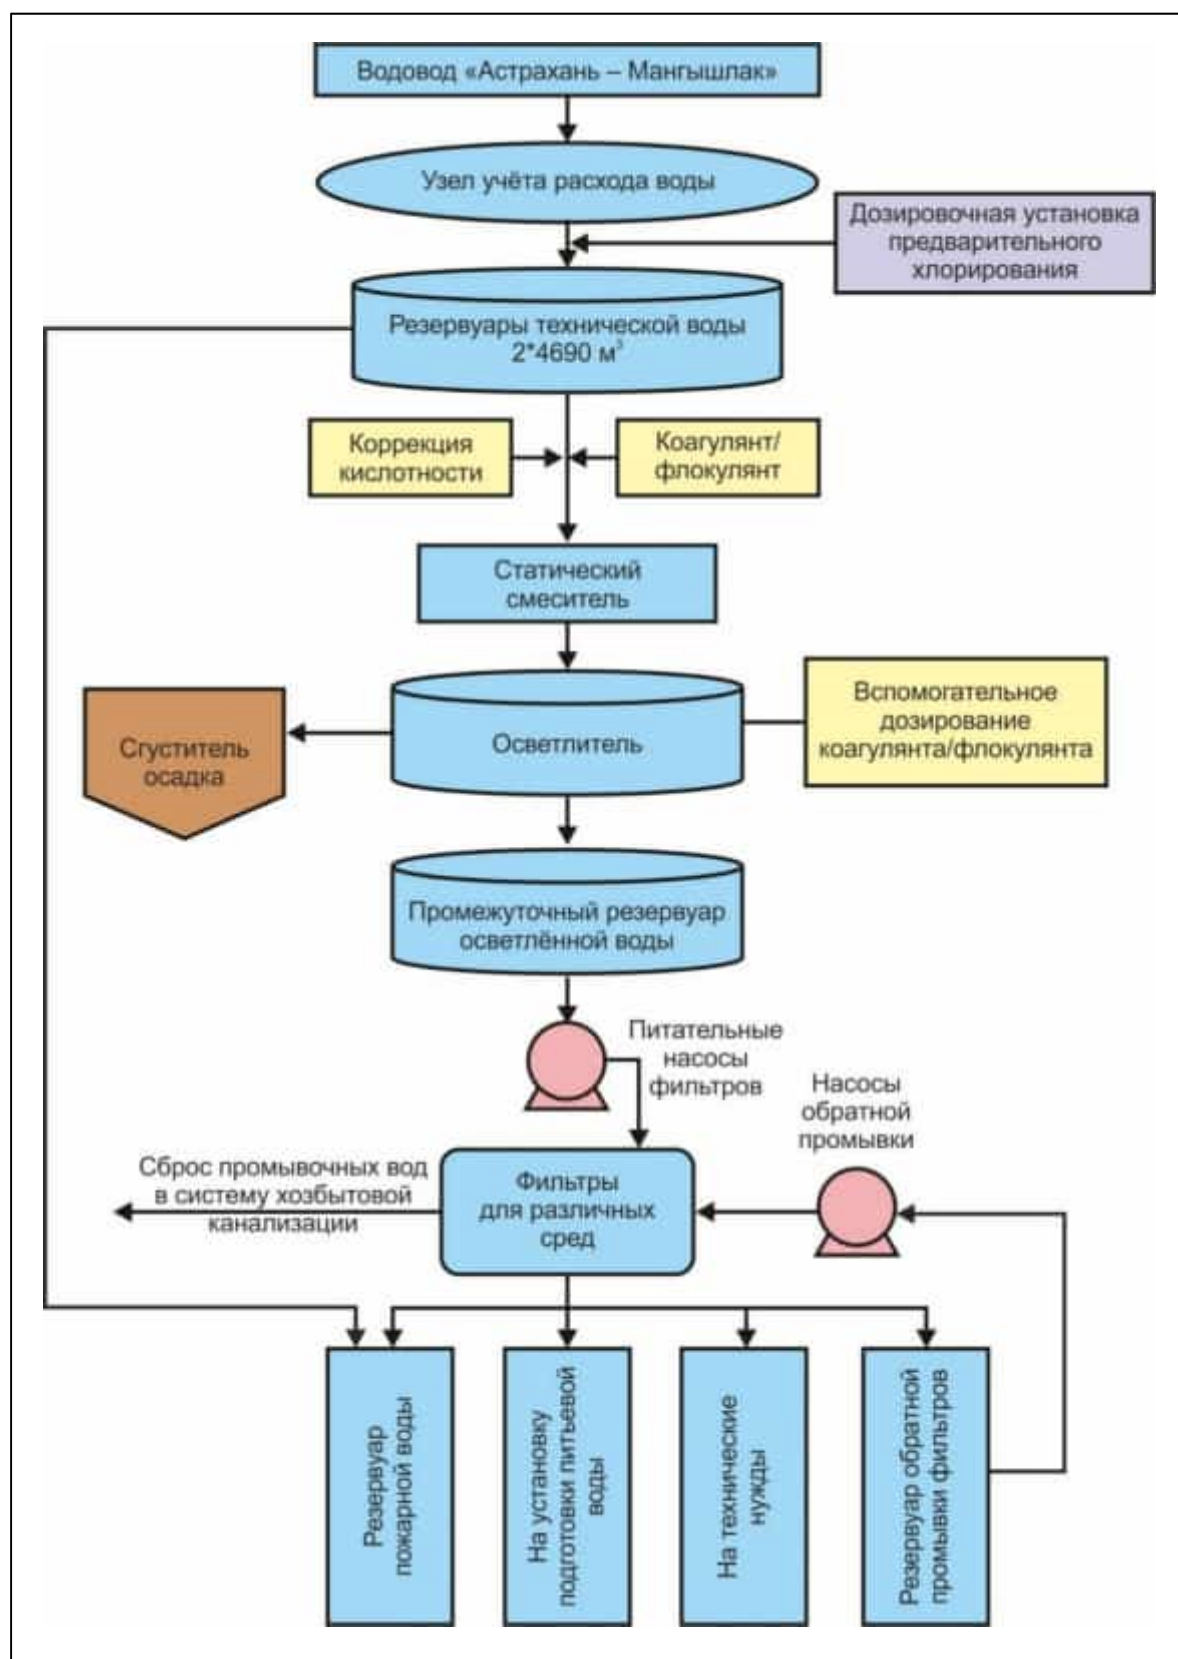 Водовод «Астрахань – Мангышлак»
Узел учёта расхода воды
Дозировочная установка
предварительного
хлорирования
Резервуары технической воды
2*4690 м³
Коррекция
кислотности
Коагулянт/
флокулянт
Статический
смеситель
Сгуститель
осадка
Осветлитель
Вспомогательное
дозирование
коагулянта/флокулянта
Промежуточный резервуар
осветлённой воды
Питательные
насосы
фильтров
Насосы
обратной
промывки
Сброс промывочных вод
в систему хозбытовой
канализации
Фильтры
для различных
сред
Резервуар
пожарной воды
На установку
подготовки питьевой
воды
На технические
нужды
Резервуар обратной
промывки фильтров